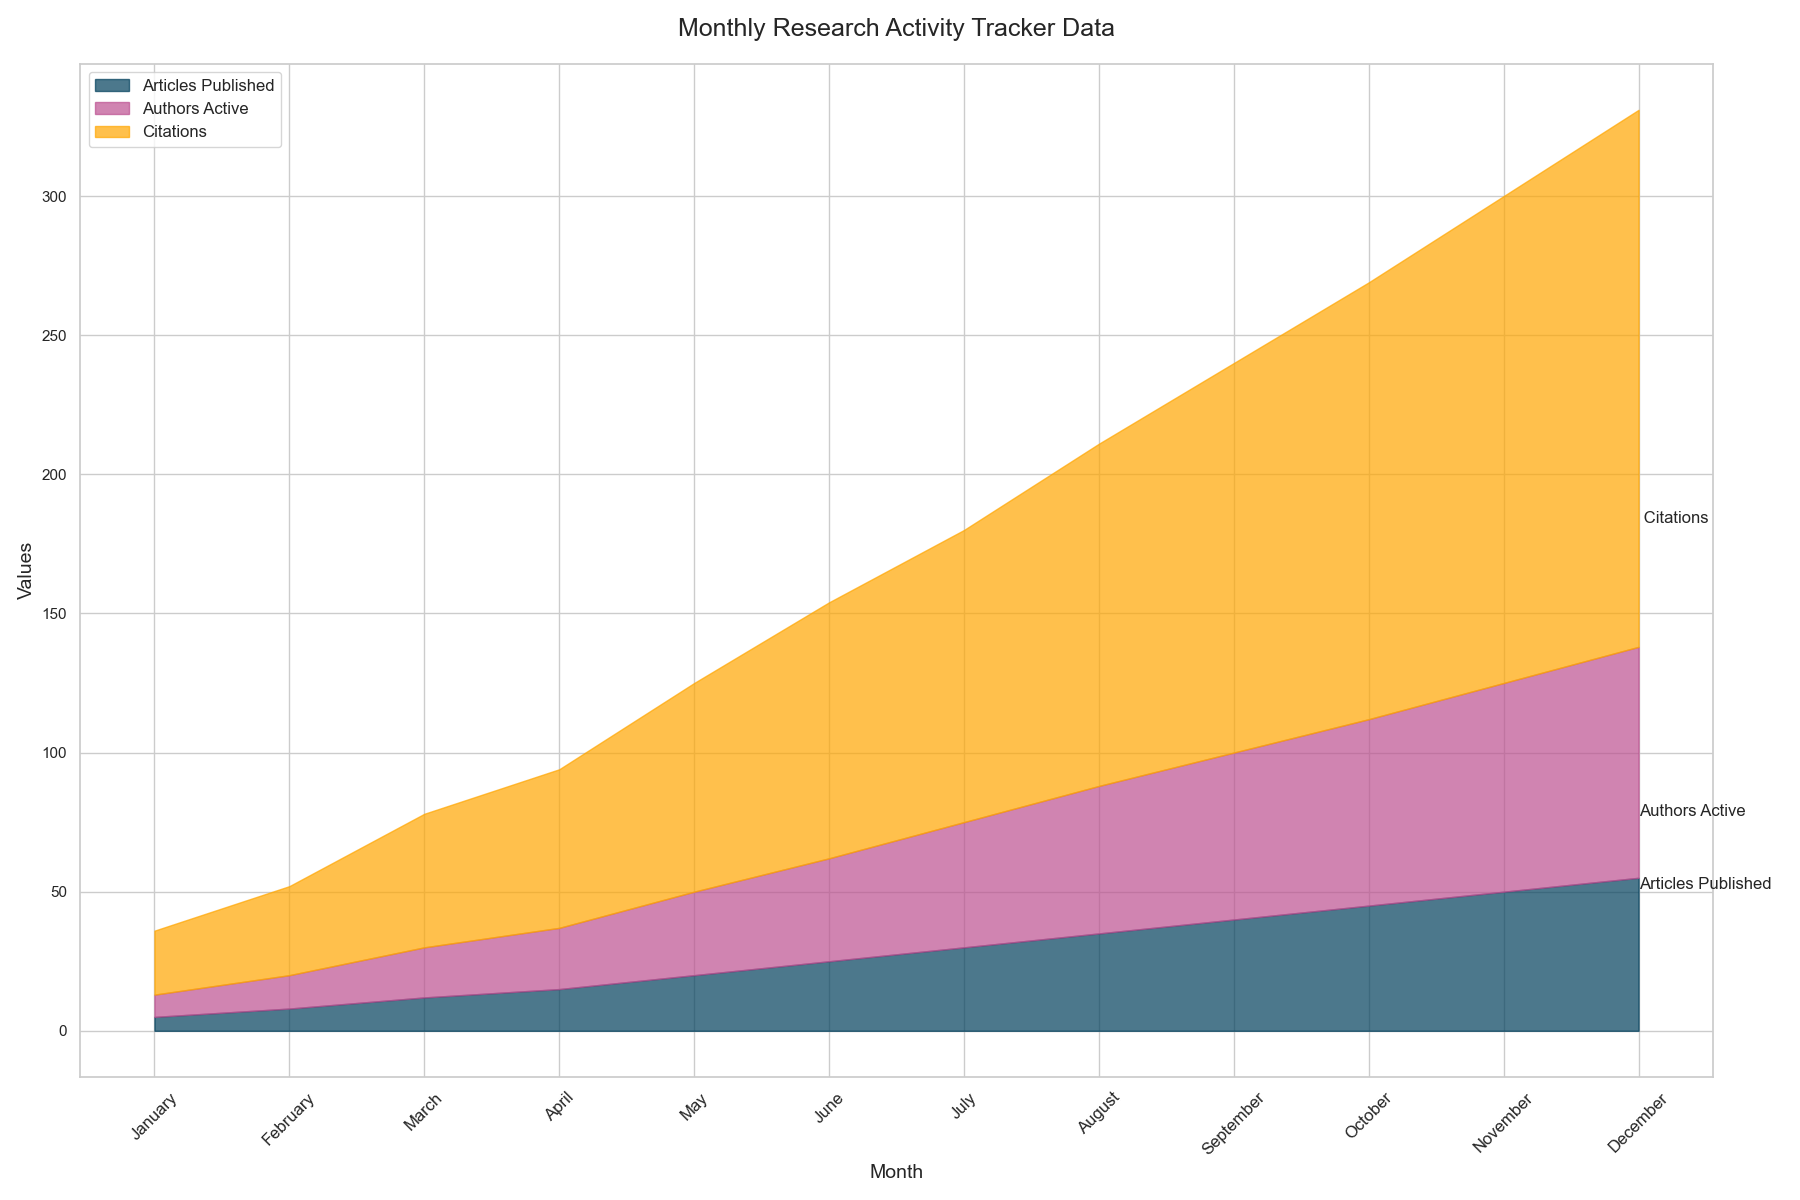 Monthly Research Activity Tracker Data
Articles Published
Authors Active
Citations
300
250
200
150
100
50
0
Values
Citations
Authors Active
Articles Published
January
February
March
April
May
June
July
August
September
October
November
December
Month